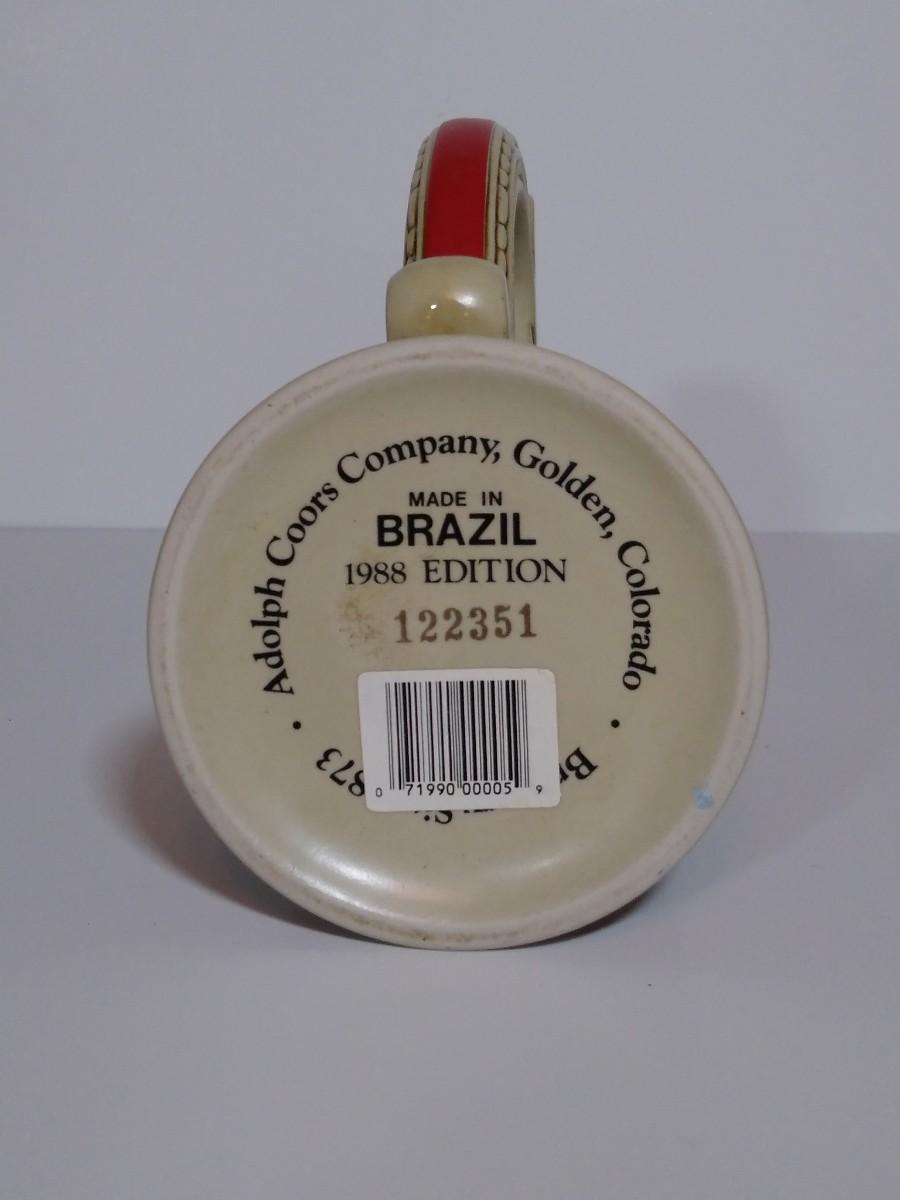 Adolph Coors Company, Golden, Colorado
MADE IN
BRAZIL
1988 EDITION
122351
0 71990 00005 9